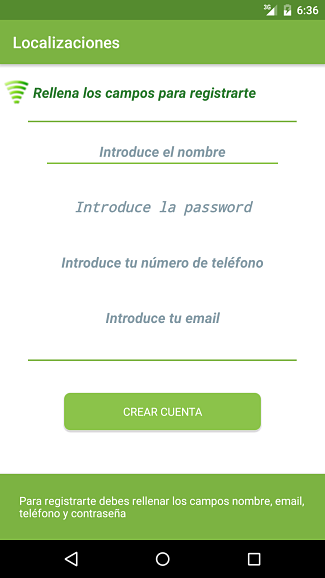 3G 6:36
Localizaciones
Rellena los campos para registrarte
Introduce el nombre
Introduce la password
Introduce tu número de teléfono
Introduce tu email
CREAR CUENTA
Para registrarte debes rellenar los campos nombre, email,
teléfono y contraseña